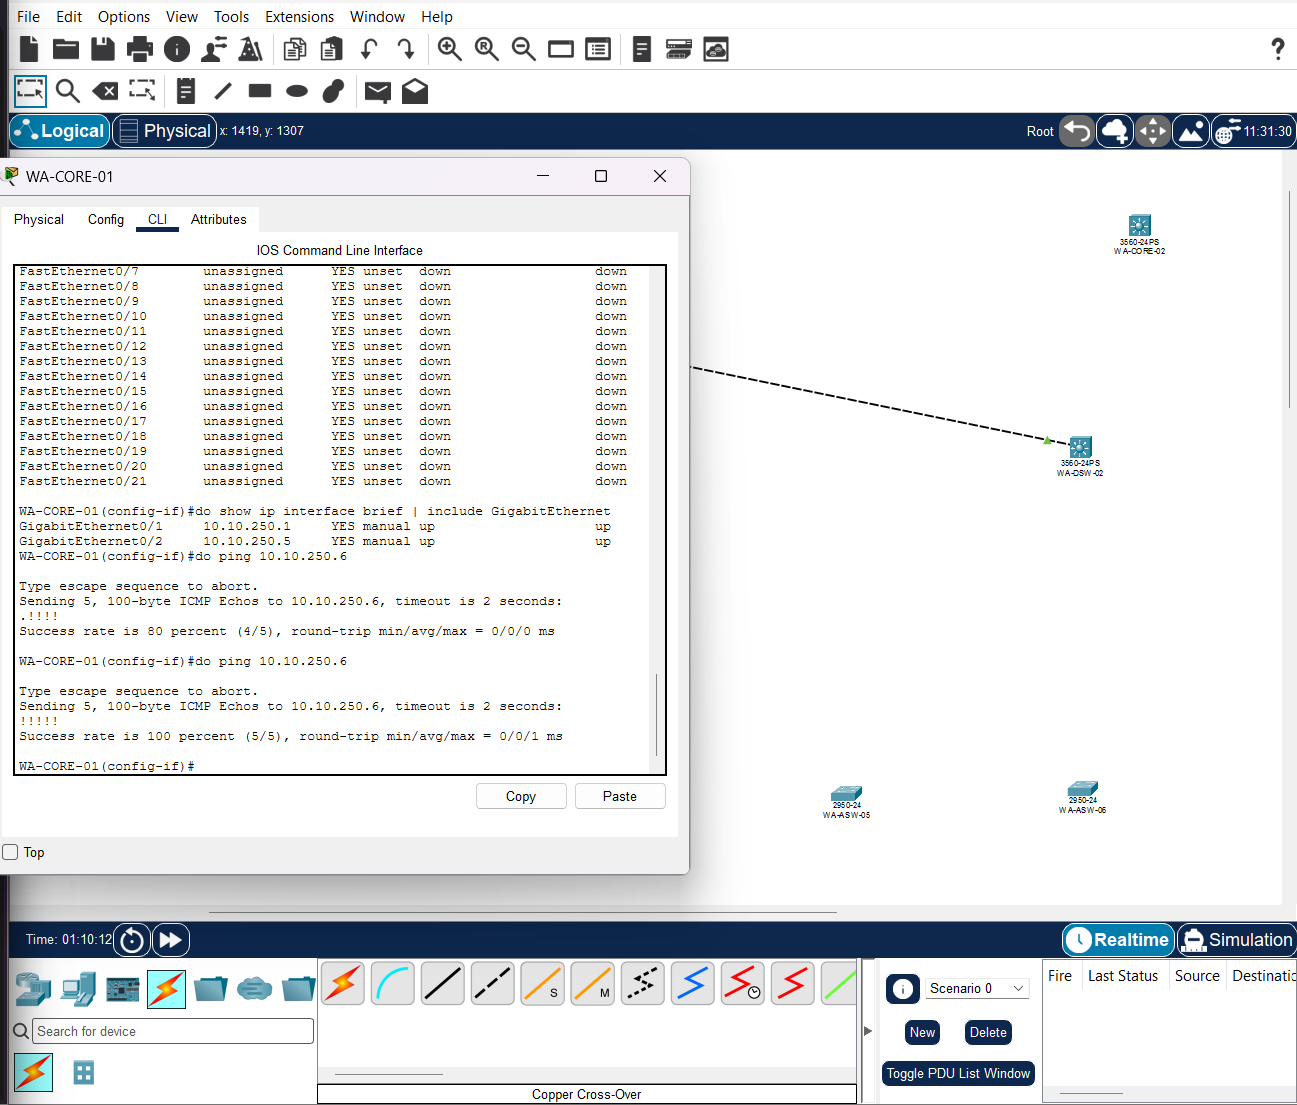 File Edit Options View Tools Extensions Window Help
Logical Physical x: 1419, y: 1307 Root 11:31:30
WA-CORE-01
Physical Config CLI Attributes
IOS Command Line Interface
FastEthernet0/7 unassigned YES unset down down
FastEthernet0/8 unassigned YES unset down down
FastEthernet0/9 unassigned YES unset down down
FastEthernet0/10 unassigned YES unset down down
FastEthernet0/11 unassigned YES unset down down
FastEthernet0/12 unassigned YES unset down down
FastEthernet0/13 unassigned YES unset down down
FastEthernet0/14 unassigned YES unset down down
FastEthernet0/15 unassigned YES unset down down
FastEthernet0/16 unassigned YES unset down down
FastEthernet0/17 unassigned YES unset down down
FastEthernet0/18 unassigned YES unset down down
FastEthernet0/19 unassigned YES unset down down
FastEthernet0/20 unassigned YES unset down down
FastEthernet0/21 unassigned YES unset down down
WA-CORE-01(config-if)#do show ip interface brief | include GigabitEthernet
GigabitEthernet0/1 10.10.250.1 YES manual up up
GigabitEthernet0/2 10.10.250.5 YES manual up up
WA-CORE-01(config-if)#do ping 10.10.250.6
Type escape sequence to abort.
Sending 5, 100-byte ICMP Echos to 10.10.250.6, timeout is 2 seconds:
.!!!!
Success rate is 80 percent (4/5), round-trip min/avg/max = 0/0/0 ms
WA-CORE-01(config-if)#do ping 10.10.250.6
Type escape sequence to abort.
Sending 5, 100-byte ICMP Echos to 10.10.250.6, timeout is 2 seconds:
!!!!!
Success rate is 100 percent (5/5), round-trip min/avg/max = 0/0/1 ms
WA-CORE-01(config-if)#
Copy Paste
Top
3560-24PS
WA-CORE-02
3560-24PS
WA-DSW-02
2950-24
WA-ASW-05
2950-24
WA-ASW-06
Time: 01:10:12 Realtime Simulation
S M
Search for device
Copper Cross-Over
Scenario 0
New Delete
Toggle PDU List Window
Fire Last Status Source Destinatic